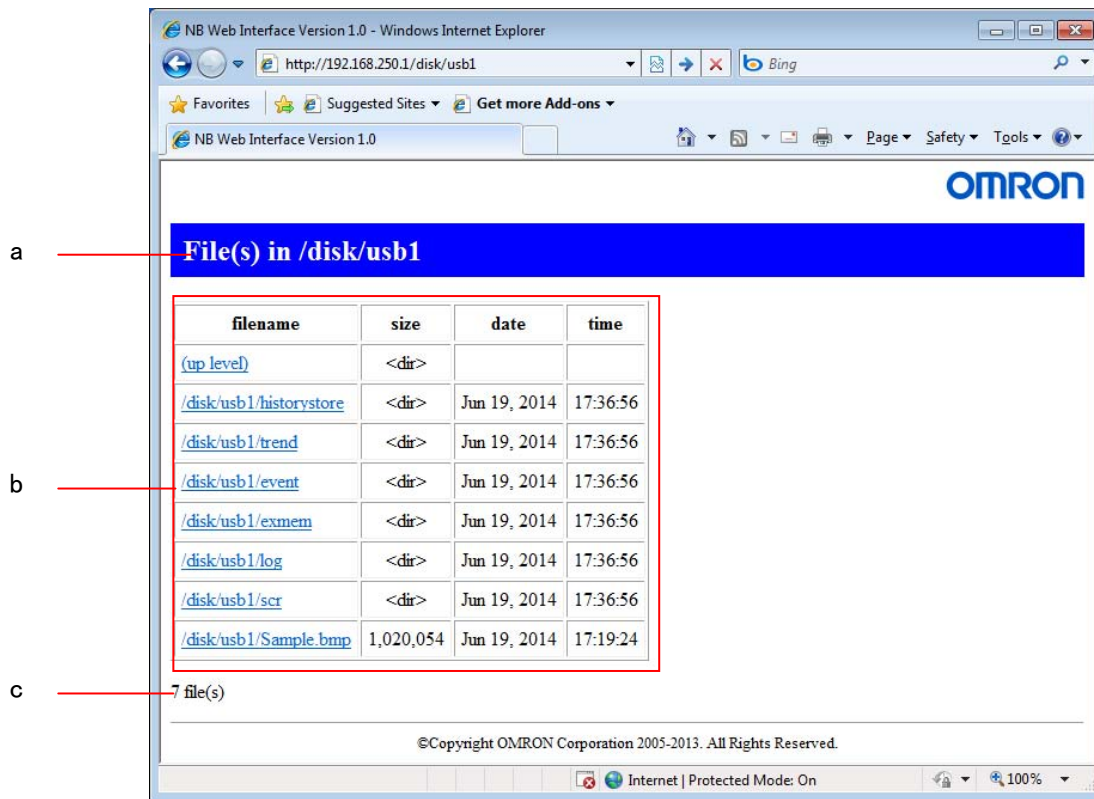 NB Web Interface Version 1.0 - Windows Internet Explorer
http://192.168.250.1/disk/usb1
Bing
Favorites Suggested Sites Get more Add-ons
NB Web Interface Version 1.0 Page Safety Tools
OMRON
a File(s) in /disk/usb1
filename size date time
(up level) <dir>
/disk/usb1/historystore <dir> Jun 19, 2014 17:36:56
/disk/usb1/trend <dir> Jun 19, 2014 17:36:56
b /disk/usb1/event <dir> Jun 19, 2014 17:36:56
/disk/usb1/exmem <dir> Jun 19, 2014 17:36:56
/disk/usb1/log <dir> Jun 19, 2014 17:36:56
/disk/usb1/scr <dir> Jun 19, 2014 17:36:56
/disk/usb1/Sample.bmp 1,020,054 Jun 19, 2014 17:19:24
c 7 file(s)
©Copyright OMRON Corporation 2005-2013. All Rights Reserved.
Internet | Protected Mode: On 100%